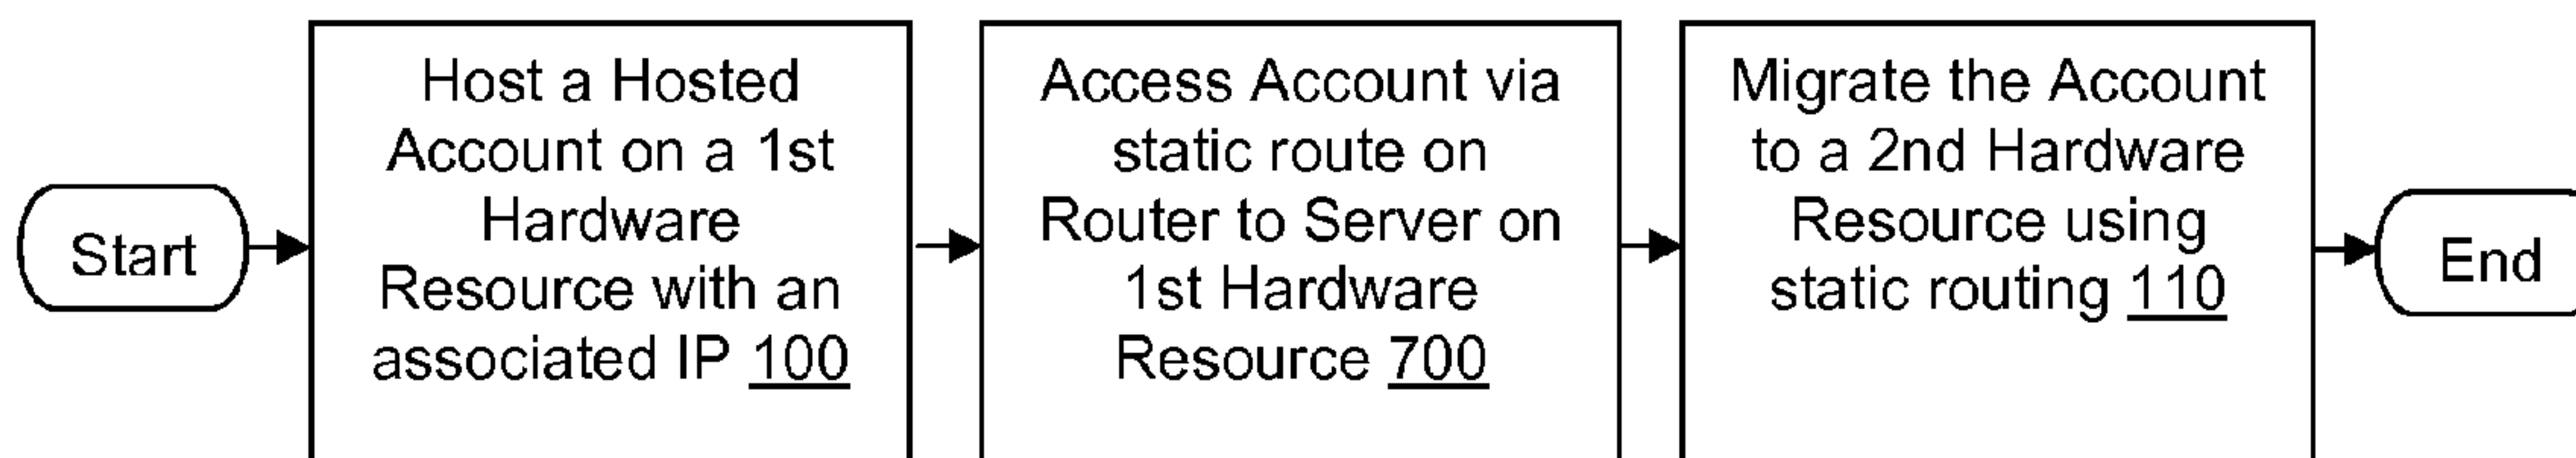 Start
Host a Hosted
Account on a 1st
Hardware
Resource with an
associated IP 100
Access Account via
static route on
Router to Server on
1st Hardware
Resource 700
Migrate the Account
to a 2nd Hardware
Resource using
static routing 110
End